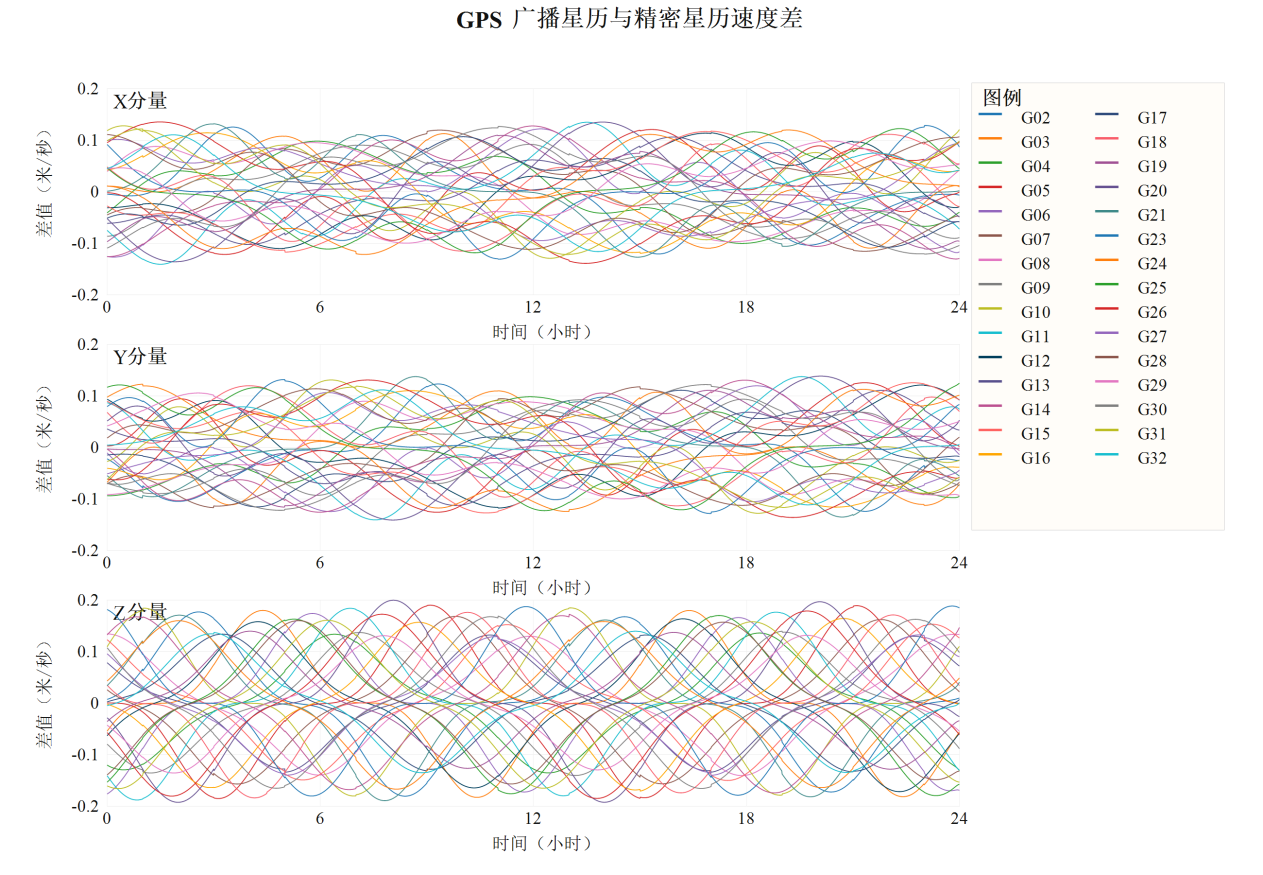 GPS 广播星历与精密星历速度差
X分量
差值（米/秒）
0.2
0.1
0
-0.1
-0.2
0 6 12 18 24
时间（小时）
Y分量
差值（米/秒）
0.2
0.1
0
-0.1
-0.2
0 6 12 18 24
时间（小时）
Z分量
差值（米/秒）
0.2
0.1
0
-0.1
-0.2
0 6 12 18 24
时间（小时）
图例
G02 G17
G03 G18
G04 G19
G05 G20
G06 G21
G07 G23
G08 G24
G09 G25
G10 G26
G11 G27
G12 G28
G13 G29
G14 G30
G15 G31
G16 G32